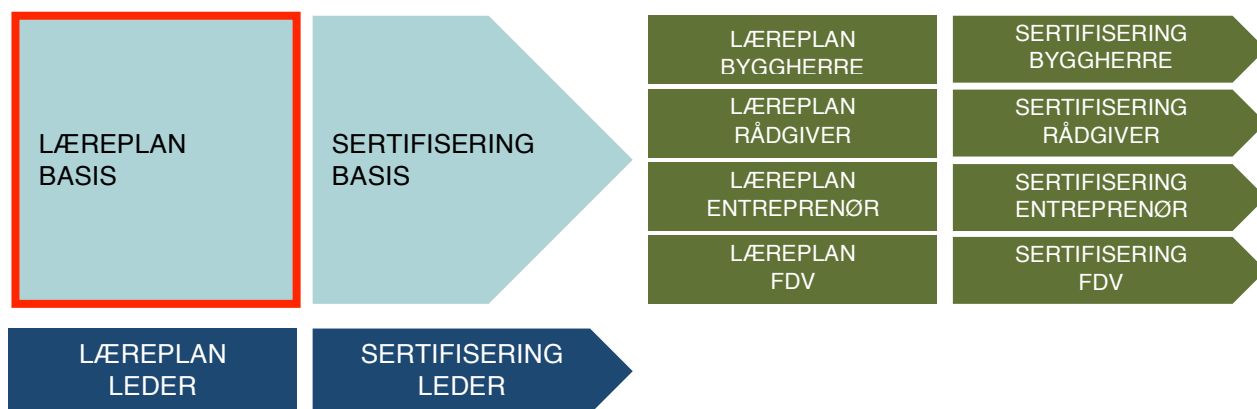 LÆREPLAN
BASIS
SERTIFISERING
BASIS
LÆREPLAN
BYGGHERRE
SERTIFISERING
BYGGHERRE
LÆREPLAN
RÅDGIVER
SERTIFISERING
RÅDGIVER
LÆREPLAN
ENTREPRENØR
SERTIFISERING
ENTREPRENØR
LÆREPLAN
FDV
SERTIFISERING
FDV
LÆREPLAN
LEDER
SERTIFISERING
LEDER